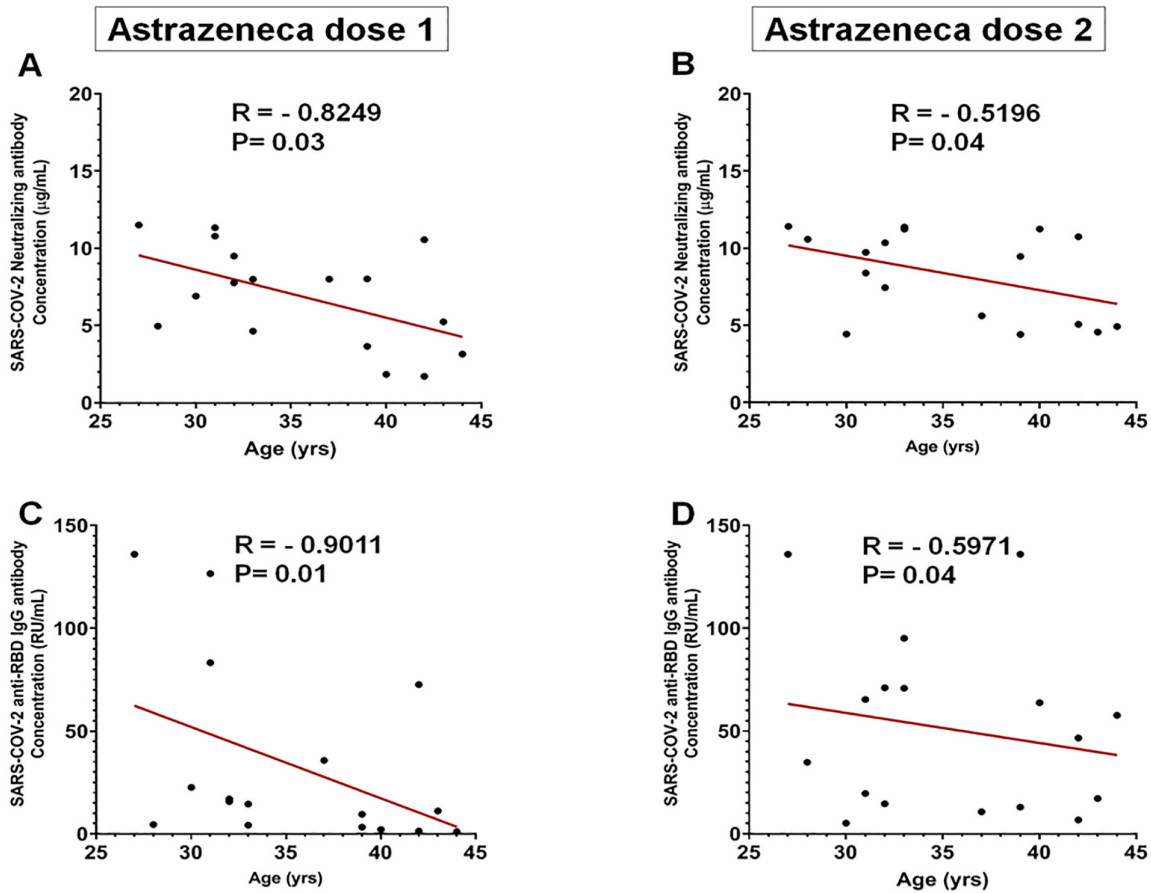 Astrazeneca dose 1
Astrazeneca dose 2
A
SARS-COV-2 Neutralizing antibody
Concentration (µg/mL)
20
15
10
5
0
R = - 0.8249
P= 0.03
25 30 35 40 45
Age (yrs)
B
SARS-COV-2 Neutralizing antibody
Concentration (µg/mL)
20
15
10
5
0
R = - 0.5196
P= 0.04
25 30 35 40 45
Age (yrs)
C
SARS-COV-2 anti-RBD IgG antibody
Concentration (RU/mL)
150
100
50
0
R = - 0.9011
P= 0.01
25 30 35 40 45
Age (yrs)
D
SARS-COV-2 anti-RBD IgG antibody
Concentration (RU/mL)
150
100
50
0
R = - 0.5971
P= 0.04
25 30 35 40 45
Age (yrs)